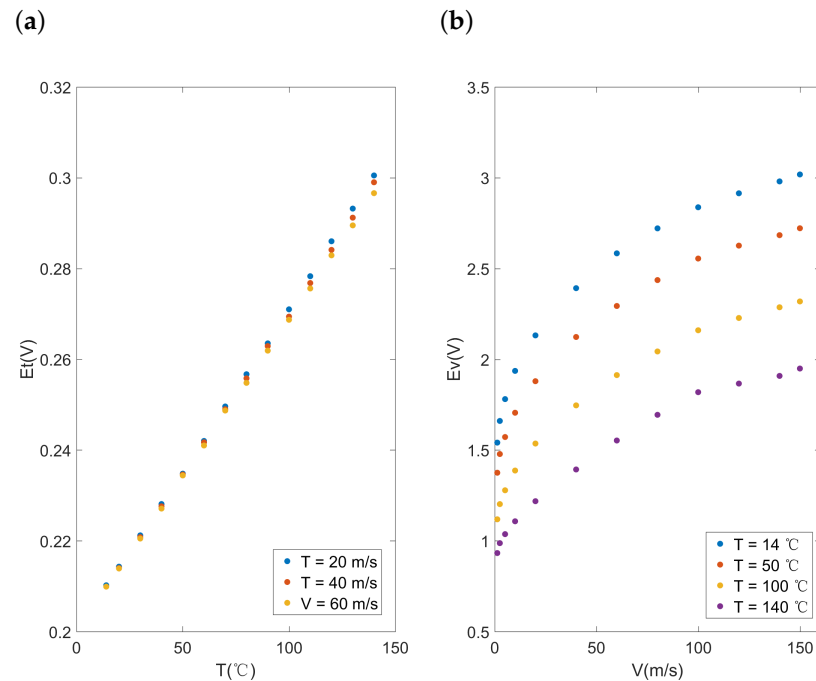 (a)
(b)
0.32
0.3
0.28
0.26
0.24
0.22
0.2
Et(V)
0
50
100
150
T(℃)
T = 20 m/s
T = 40 m/s
V = 60 m/s
3.5
3
2.5
2
1.5
1
0.5
Ev(V)
0
50
100
150
V(m/s)
T = 14 ℃
T = 50 ℃
T = 100 ℃
T = 140 ℃